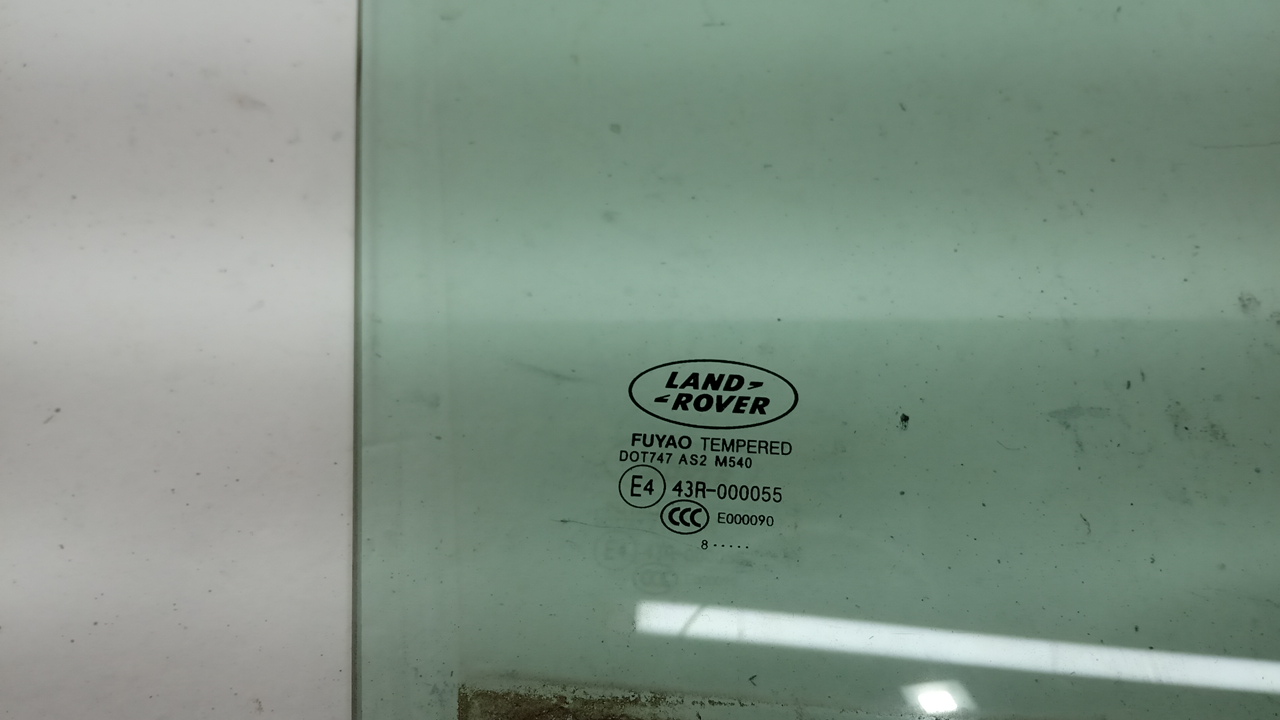 LAND
ROVER
FUYAO TEMPERED
DOT747 AS2 M540
E4 43R-000055
CCC E000090
8·····